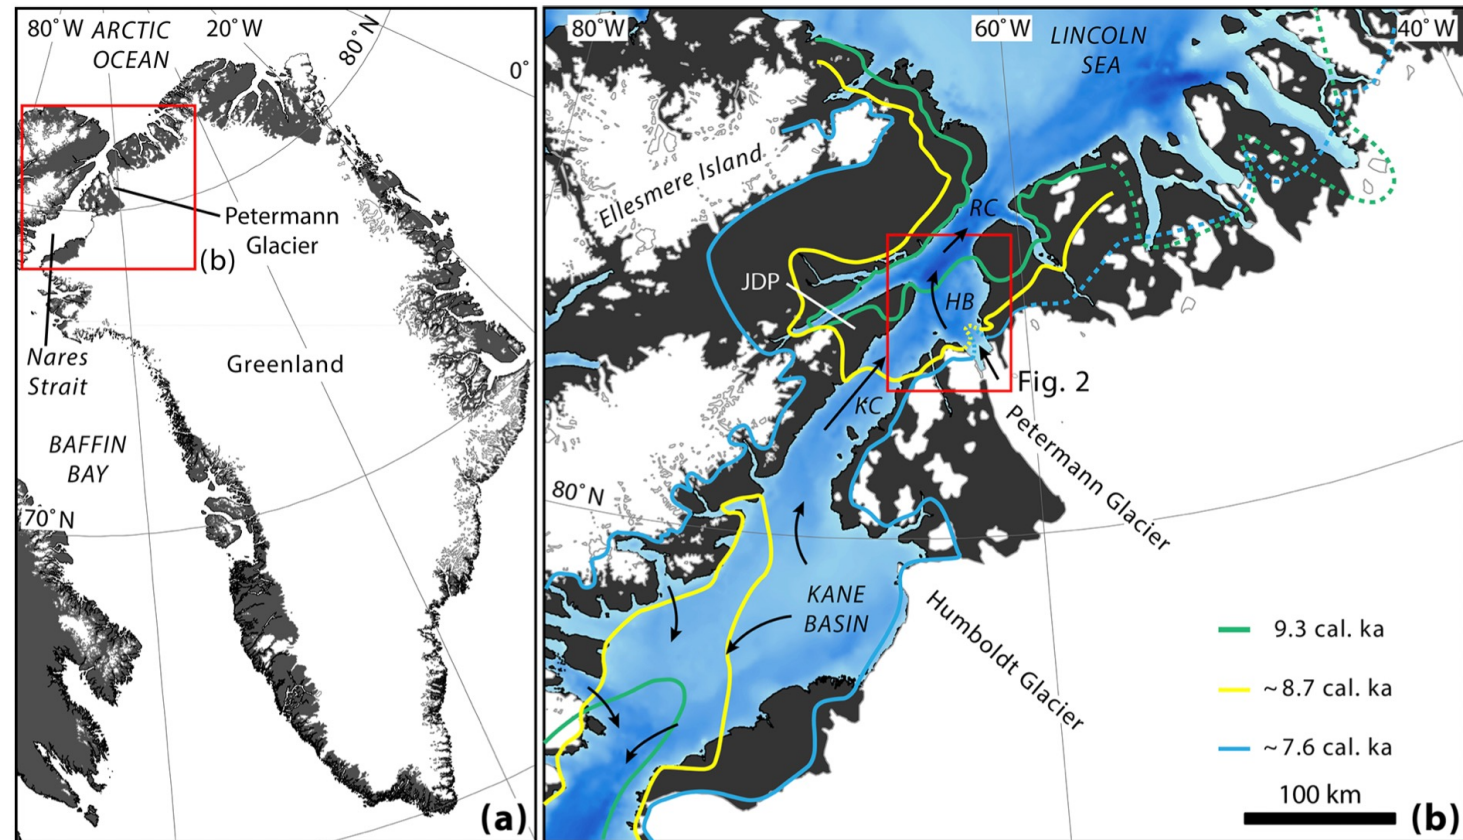 80°W
ARCTIC
OCEAN
20°W
80°N
0°
Petermann
Glacier
(b)
Nares
Strait
Greenland
BAFFIN
BAY
70°N
(a)
80°W
60°W
LINCOLN
SEA
40°W
Ellesmere Island
RC
JDP
HB
Fig. 2
KC
Petermann Glacier
80°N
KANE
BASIN
Humboldt Glacier
9.3 cal. ka
~8.7 cal. ka
~7.6 cal. ka
100 km
(b)